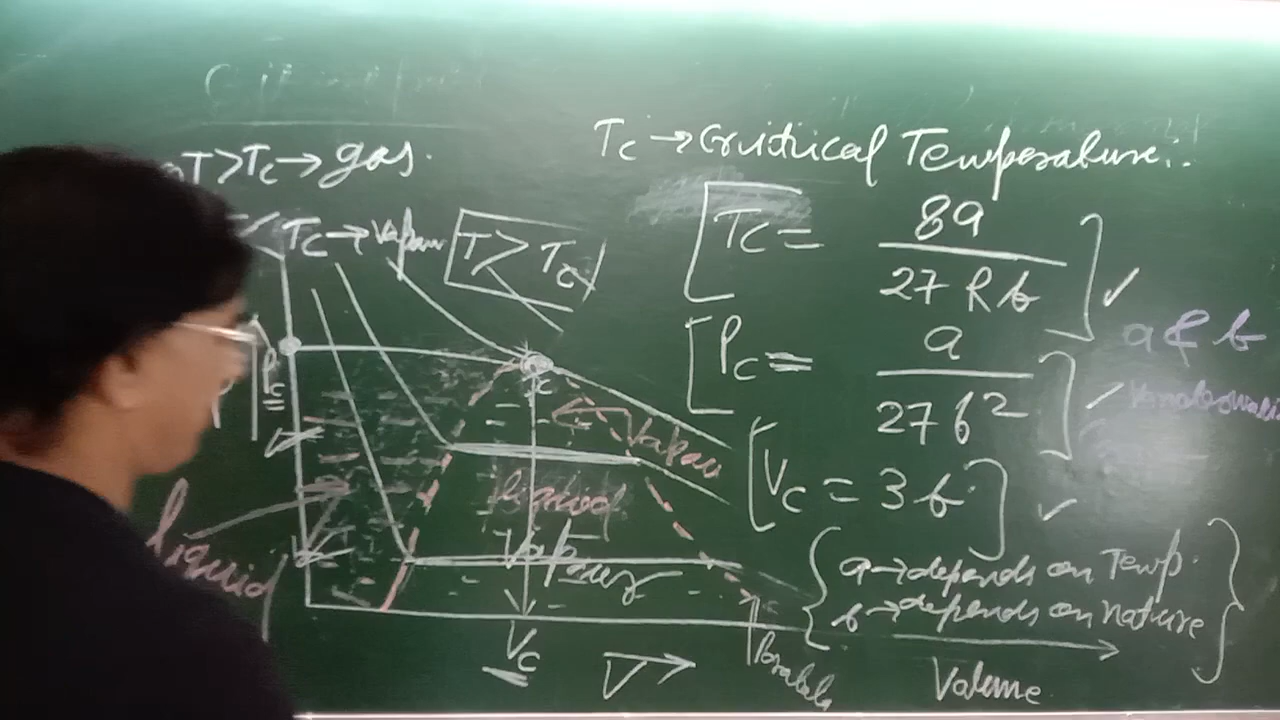 T>Tc→gas.
Tc→Vapour
T>Tc
Tc→Critical Temperature:.
Tc= 8a
27Rb
Pc= a
27b²
Vc=3b
a & b
a→depends on Temp.
b→depends on nature
Pc
C
Vapour
liquid
Vapour
liquid
Vc
V→
Volume